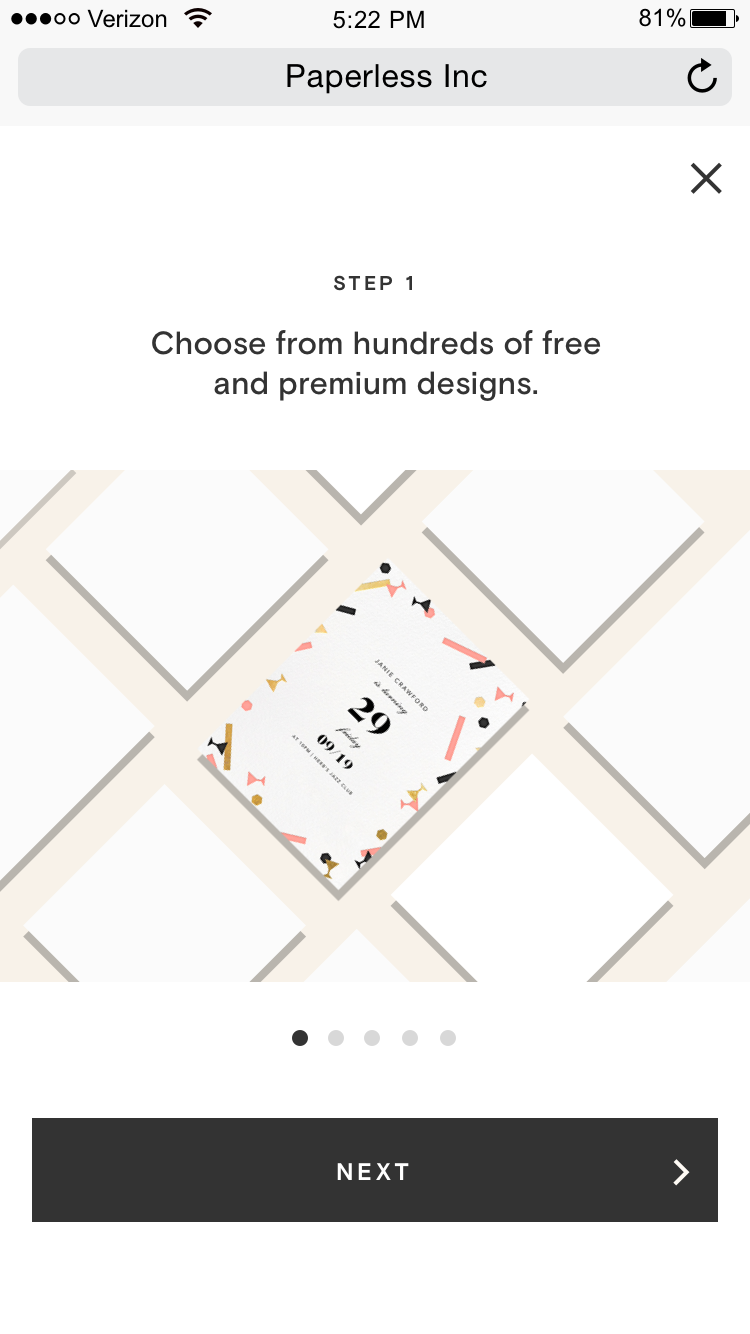 Verizon 5:22 PM 81%
Paperless Inc
STEP 1
Choose from hundreds of free
and premium designs.
JANIE CRAWFORD
is turning
29
friday
09/19
AT 10PM | HERB'S JAZZ CLUB
NEXT